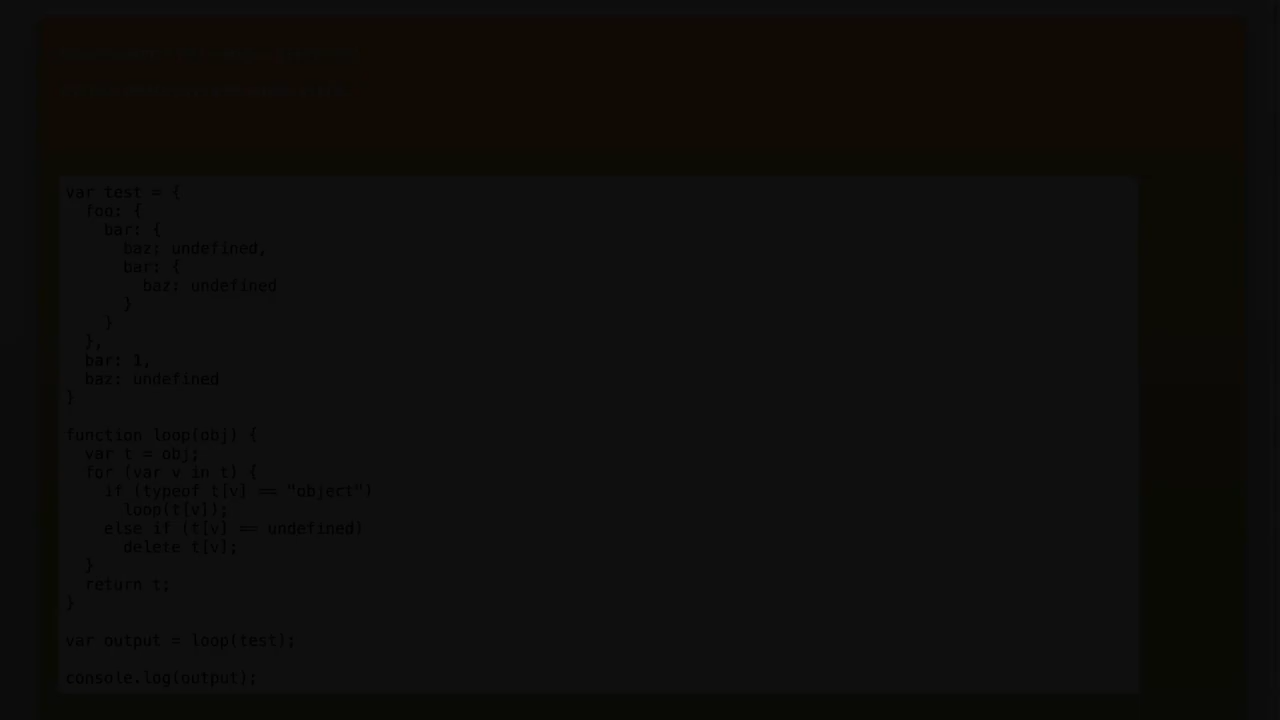 var test = {
  foo: {
    bar: {
      baz: undefined,
      bar: {
        baz: undefined
      }
    }
  },
  bar: 1,
  baz: undefined
}
function loop(obj) {
  var t = obj;
  for (var v in t) {
    if (typeof t[v] == "object")
      loop(t[v]);
    else if (t[v] == undefined)
      delete t[v];
  }
  return t;
}
var output = loop(test);
console.log(output);